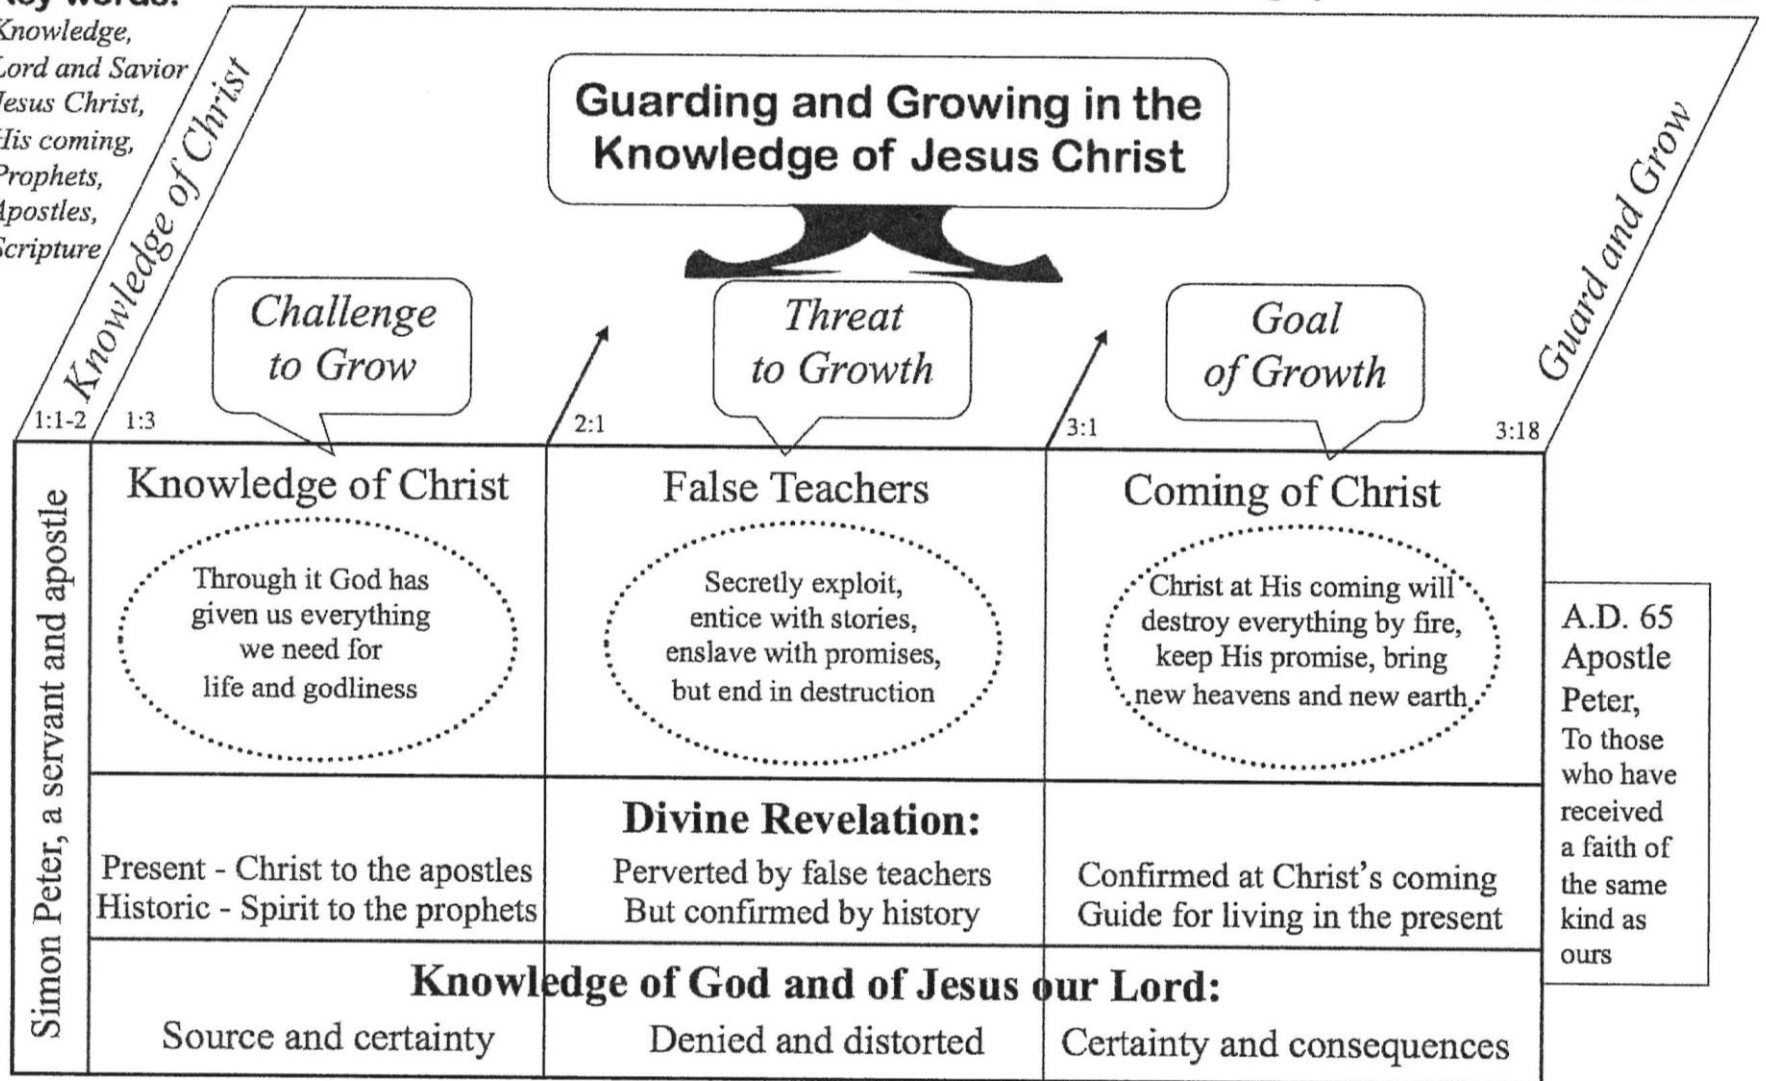 Key words:
Knowledge,
Lord and Savior
Jesus Christ,
His coming,
Prophets,
Apostles,
Scripture
Knowledge of Christ
Guarding and Growing in the
Knowledge of Jesus Christ
Guard and Grow
Challenge
to Grow
Threat
to Growth
Goal
of Growth
1:1-2
1:3
2:1
3:1
3:18
Simon Peter, a servant and apostle
Knowledge of Christ
Through it God has
given us everything
we need for
life and godliness
False Teachers
Secretly exploit,
entice with stories,
enslave with promises,
but end in destruction
Coming of Christ
Christ at His coming will
destroy everything by fire,
keep His promise, bring
new heavens and new earth
Divine Revelation:
Present - Christ to the apostles
Historic - Spirit to the prophets
Perverted by false teachers
But confirmed by history
Confirmed at Christ's coming
Guide for living in the present
Knowledge of God and of Jesus our Lord:
Source and certainty
Denied and distorted
Certainty and consequences
A.D. 65
Apostle
Peter,
To those
who have
received
a faith of
the same
kind as
ours